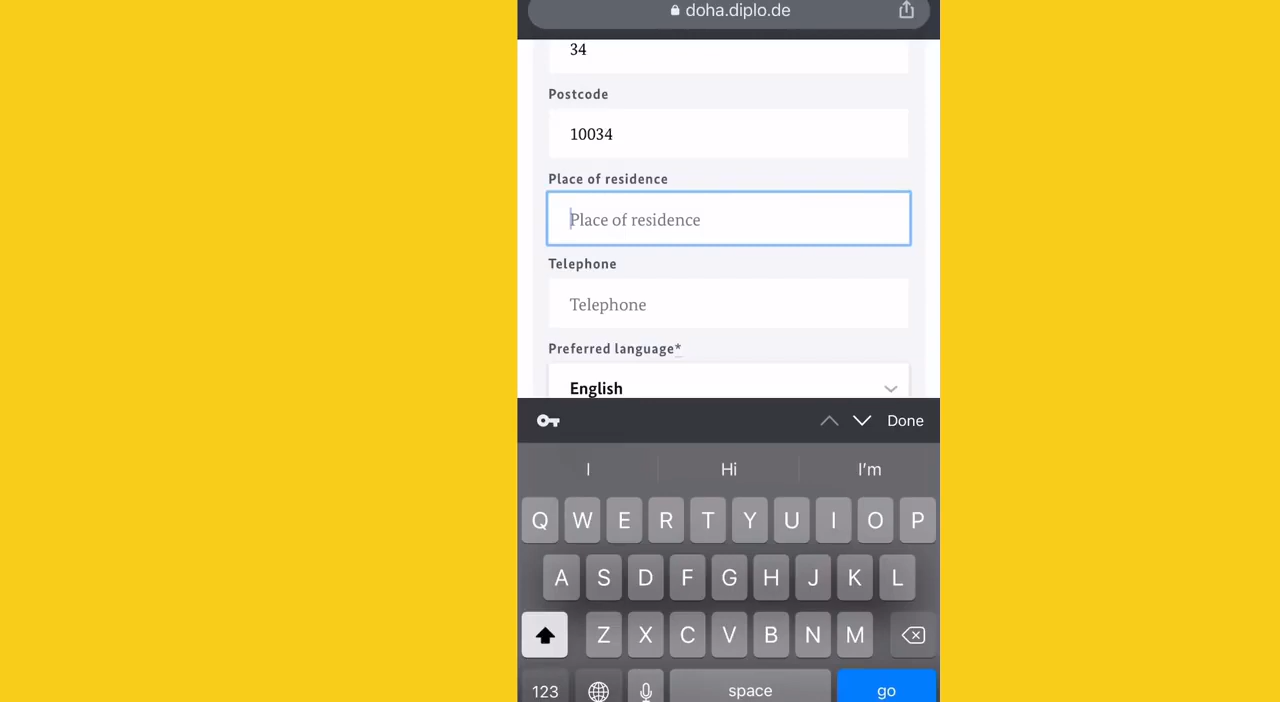 doha.diplo.de
34
Postcode
10034
Place of residence
Place of residence
Telephone
Telephone
Preferred language*
English
Done
I
Hi
I'm
Q W E R T Y U I O P
A S D F G H J K L
Z X C V B N M
123
space
go